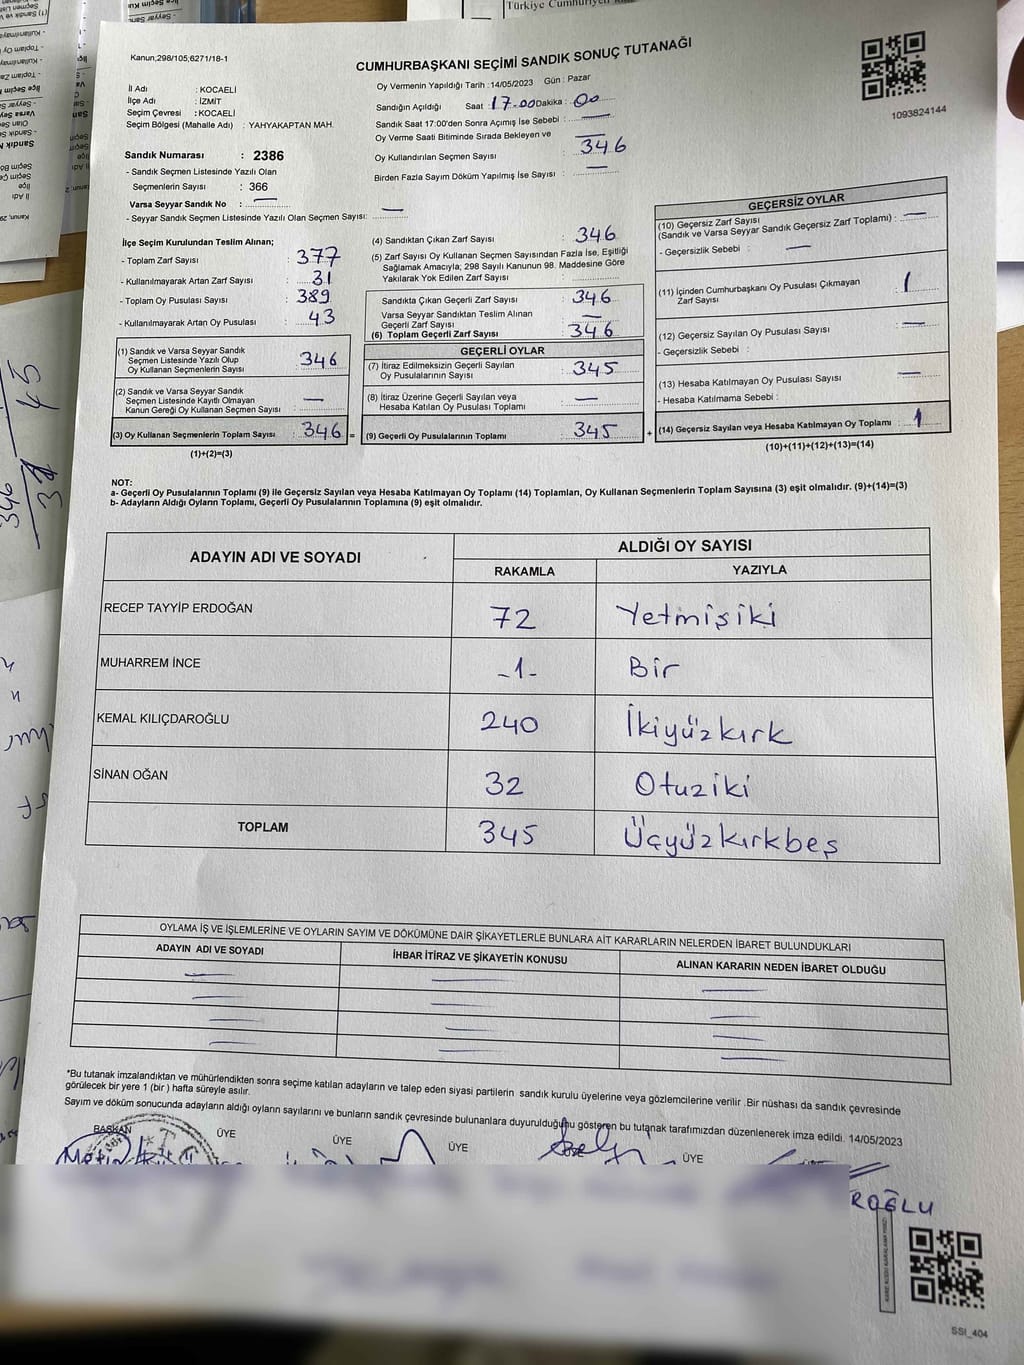 Türkiye Cumhuriyeti
Kanun,298/105,6271/18-1
CUMHURBAŞKANI SEÇİMİ SANDIK SONUÇ TUTANAĞI
1093824144
İl Adı : KOCAELİ
İlçe Adı : İZMİT
Seçim Çevresi : KOCAELİ
Seçim Bölgesi (Mahalle Adı) : YAHYAKAPTAN MAH.
Sandık Numarası : 2386
- Sandık Seçmen Listesinde Yazılı Olan
Seçmenlerin Sayısı : 366
Varsa Seyyar Sandık No : —
- Seyyar Sandık Seçmen Listesinde Yazılı Olan Seçmen Sayısı: —
Oy Vermenin Yapıldığı Tarih :14/05/2023 Gün : Pazar
Sandığın Açıldığı Saat : 17.00 Dakika : 00
Sandık Saat 17:00'den Sonra Açımış İse Sebebi : —
Oy Verme Saati Bitiminde Sırada Bekleyen ve —
Oy Kullandırılan Seçmen Sayısı : 346
Birden Fazla Sayım Döküm Yapılmış İse Sayısı : —
İlçe Seçim Kurulundan Teslim Alınan;
- Toplam Zarf Sayısı : 377
- Kullanılmayarak Artan Zarf Sayısı : 31
- Toplam Oy Pusulası Sayısı : 389
- Kullanılmayarak Artan Oy Pusulası : 43
(1) Sandık ve Varsa Seyyar Sandık
Seçmen Listesinde Yazılı Olup
Oy Kullanan Seçmenlerin Sayısı : 346
(2) Sandık ve Varsa Seyyar Sandık
Seçmen Listesinde Kayıtlı Olmayan
Kanun Gereği Oy Kullanan Seçmen Sayısı : —
(3) Oy Kullanan Seçmenlerin Toplam Sayısı : 346 =
(1)+(2)=(3)
(4) Sandıktan Çıkan Zarf Sayısı : 346
(5) Zarf Sayısı Oy Kullanan Seçmen Sayısından Fazla İse, Eşitliği
Sağlamak Amacıyla; 298 Sayılı Kanunun 98. Maddesine Göre
Yakılarak Yok Edilen Zarf Sayısı :
Sandıkta Çıkan Geçerli Zarf Sayısı : 346
Varsa Seyyar Sandıktan Teslim Alınan
Geçerli Zarf Sayısı : —
(6) Toplam Geçerli Zarf Sayısı : 346
GEÇERLİ OYLAR
(7) İtiraz Edilmeksizin Geçerli Sayılan
Oy Pusulalarının Sayısı : 345
(8) İtiraz Üzerine Geçerli Sayılan veya
Hesaba Katılan Oy Pusulası Toplamı : —
(9) Geçerli Oy Pusulalarının Toplamı : 345 +
GEÇERSİZ OYLAR
(10) Geçersiz Zarf Sayısı
(Sandık ve Varsa Seyyar Sandık Geçersiz Zarf Toplamı) : —
- Geçersizlik Sebebi : —
(11) İçinden Cumhurbaşkanı Oy Pusulası Çıkmayan
Zarf Sayısı : 1
(12) Geçersiz Sayılan Oy Pusulası Sayısı : —
- Geçersizlik Sebebi :
(13) Hesaba Katılmayan Oy Pusulası Sayısı : —
- Hesaba Katılmama Sebebi :
(14) Geçersiz Sayılan veya Hesaba Katılmayan Oy Toplamı : 1
(10)+(11)+(12)+(13)=(14)
NOT:
a- Geçerli Oy Pusulalarının Toplamı (9) ile Geçersiz Sayılan veya Hesaba Katılmayan Oy Toplamı (14) Toplamları, Oy Kullanan Seçmenlerin Toplam Sayısına (3) eşit olmalıdır. (9)+(14)=(3)
b- Adayların Aldığı Oyların Toplamı, Geçerli Oy Pusulalarının Toplamına (9) eşit olmalıdır.
ADAYIN ADI VE SOYADI
ALDIĞI OY SAYISI
RAKAMLA YAZIYLA
RECEP TAYYİP ERDOĞAN 72 Yetmişiki
MUHARREM İNCE -1- Bir
KEMAL KILIÇDAROĞLU 240 İkiyüzkırk
SİNAN OĞAN 32 Otuziki
TOPLAM 345 Üçyüzkırkbeş
OYLAMA İŞ VE İŞLEMLERİNE VE OYLARIN SAYIM VE DÖKÜMÜNE DAİR ŞİKAYETLERLE BUNLARA AİT KARARLARIN NELERDEN İBARET BULUNDUKLARI
ADAYIN ADI VE SOYADI İHBAR İTİRAZ VE ŞİKAYETİN KONUSU ALINAN KARARIN NEDEN İBARET OLDUĞU
*Bu tutanak imzalandıktan ve mühürlendikten sonra seçime katılan adayların ve talep eden siyasi partilerin sandık kurulu üyelerine veya gözlemcilerine verilir .Bir nüshası da sandık çevresinde
görülecek bir yere 1 (bir ) hafta süreyle asılır.
Sayım ve döküm sonucunda adayların aldığı oyların sayılarını ve bunların sandık çevresinde bulunanlara duyurulduğunu gösteren bu tutanak tarafımızdan düzenlenerek imza edildi. 14/05/2023
BAŞKAN ÜYE ÜYE ÜYE ÜYE
ROĞLU
SSI_404